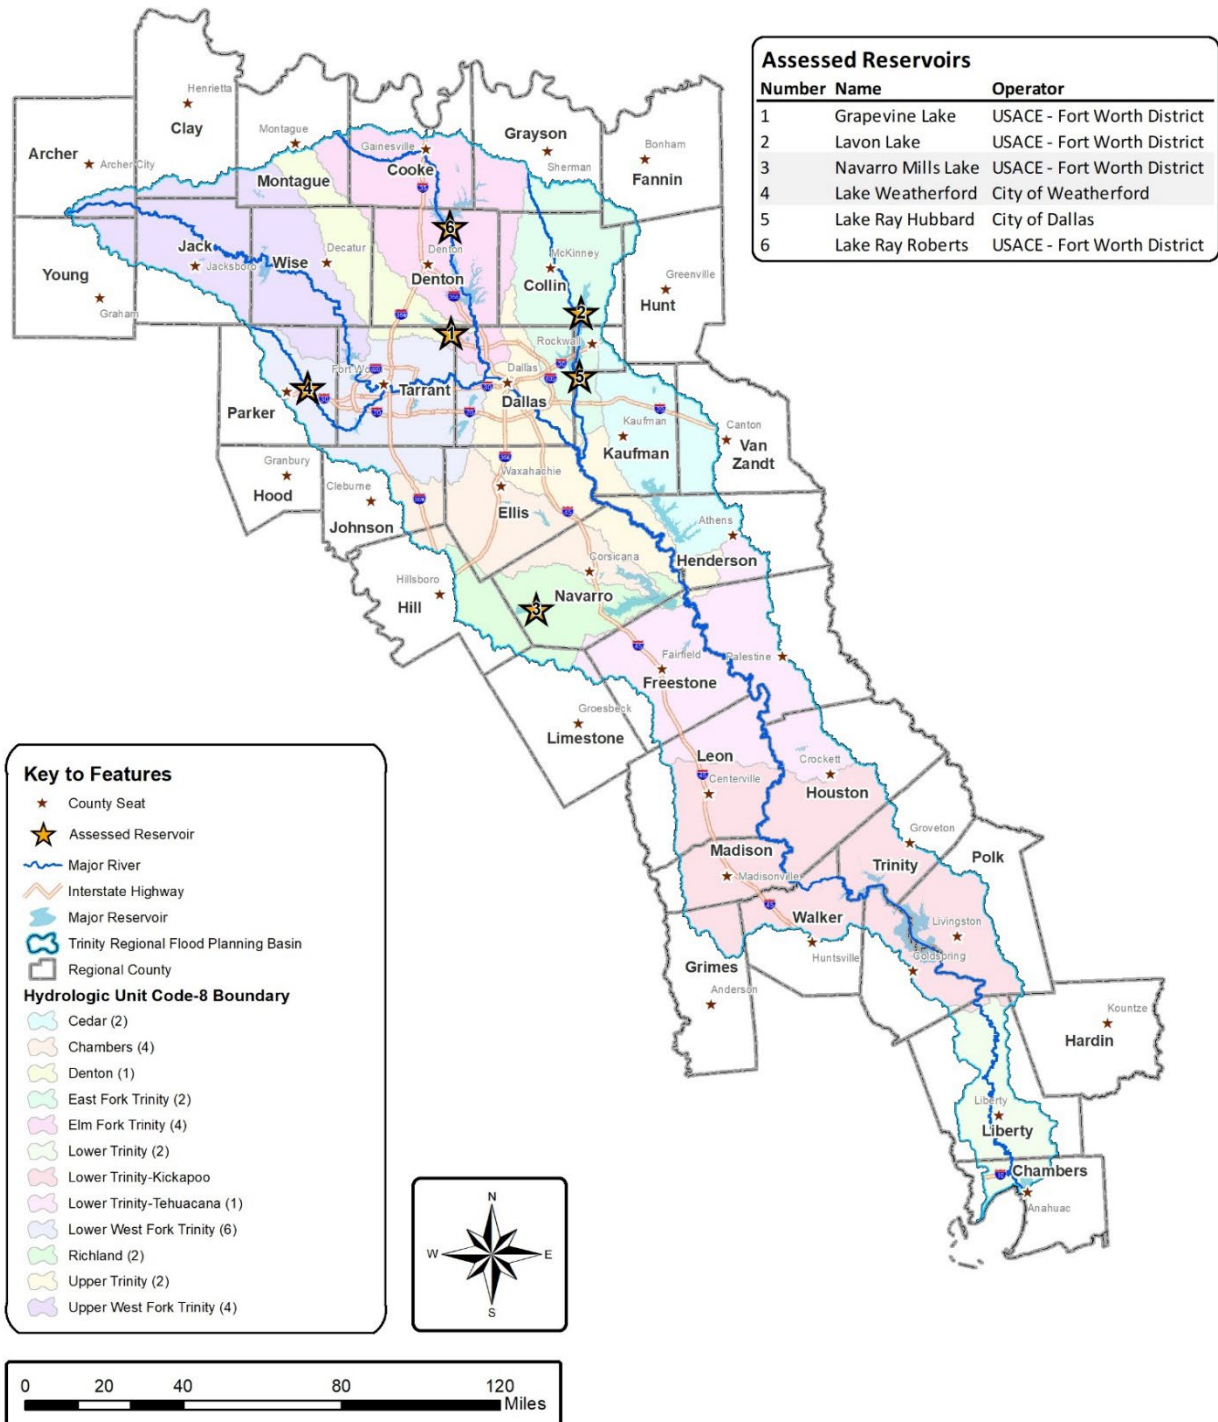 Assessed Reservoirs
Number Name Operator
1 Grapevine Lake USACE - Fort Worth District
2 Lavon Lake USACE - Fort Worth District
3 Navarro Mills Lake USACE - Fort Worth District
4 Lake Weatherford City of Weatherford
5 Lake Ray Hubbard City of Dallas
6 Lake Ray Roberts USACE - Fort Worth District
Henrietta
Clay
Montague
Grayson
Gainesville
Bonham
Archer
Archer City
Cooke
Sherman
Fannin
Montague
6
Jack
Decatur
Denton
McKinney
Young
Jacksboro
Wise
Denton
Collin
Greenville
Graham
Hunt
2
1
Rockwall
Fort Wo
Dallas
5
4
Tarrant
Parker
Dallas
Kaufman
Canton
Kaufman
Van
Zandt
Granbury
Waxahachie
Hood
Cleburne
Ellis
Johnson
Athens
Henderson
Corsicana
Hillsboro
Hill
3
Navarro
Fairfield
Palestine
Freestone
Groesbeck
Limestone
Leon
Crockett
Centerville
Houston
Groveton
Madison
Trinity
Polk
Madisonville
Walker
Livingston
Huntsville
Coldspring
Grimes
Anderson
Kountze
Hardin
Liberty
Liberty
Chambers
Anahuac
Key to Features
County Seat
Assessed Reservoir
Major River
Interstate Highway
Major Reservoir
Trinity Regional Flood Planning Basin
Regional County
Hydrologic Unit Code-8 Boundary
Cedar (2)
Chambers (4)
Denton (1)
East Fork Trinity (2)
Elm Fork Trinity (4)
Lower Trinity (2)
Lower Trinity-Kickapoo
Lower Trinity-Tehuacana (1)
Lower West Fork Trinity (6)
Richland (2)
Upper Trinity (2)
Upper West Fork Trinity (4)
N
W E
S
0 20 40 80 120
Miles